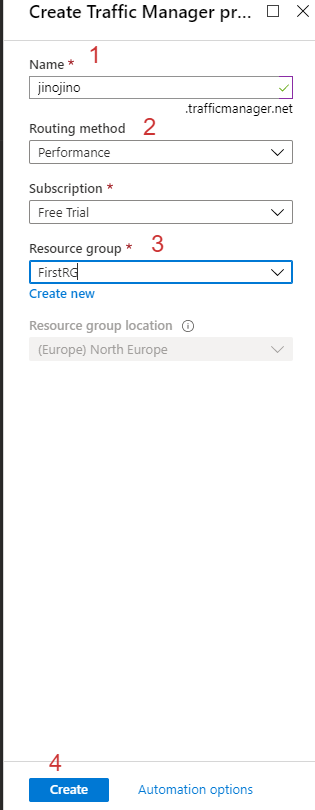 Create Traffic Manager pr...
Name * 1
jinojino
.trafficmanager.net
Routing method 2
Performance
Subscription *
Free Trial
Resource group * 3
FirstRG
Create new
Resource group location
(Europe) North Europe
4
Create Automation options